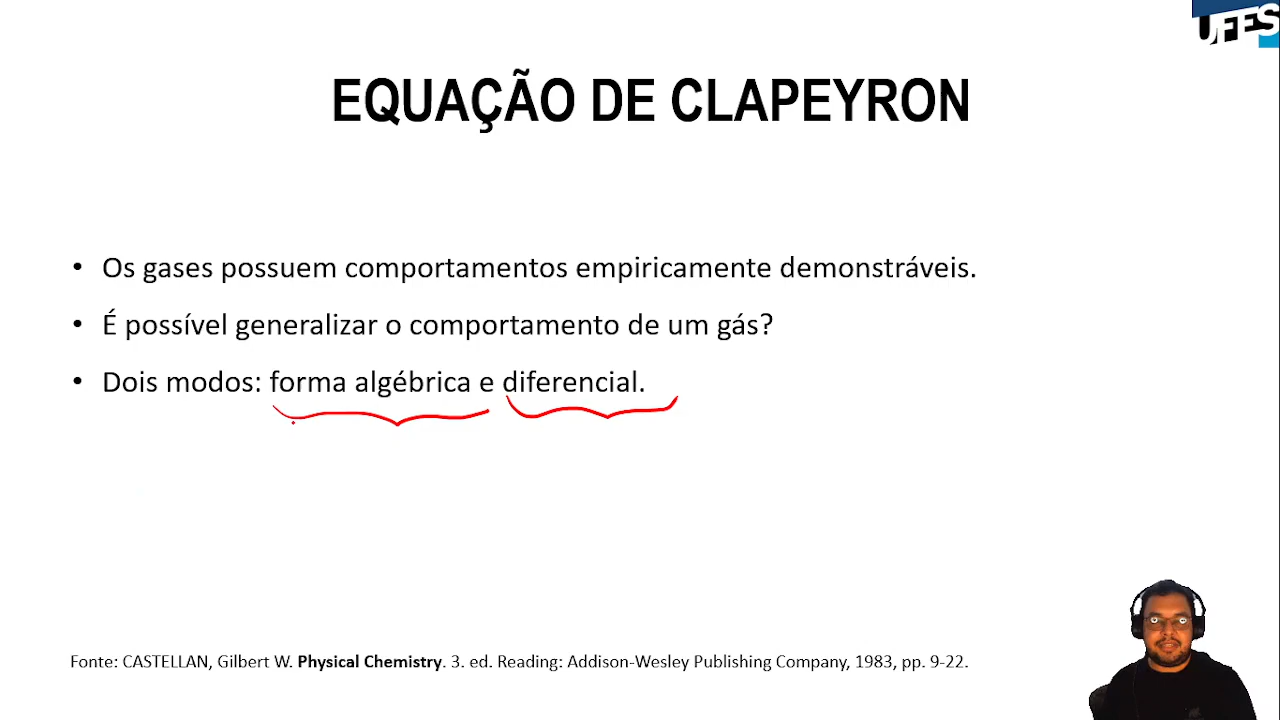 UFES
EQUAÇÃO DE CLAPEYRON
• Os gases possuem comportamentos empiricamente demonstráveis.
• É possível generalizar o comportamento de um gás?
• Dois modos: forma algébrica e diferencial.
Fonte: CASTELLAN, Gilbert W. Physical Chemistry. 3. ed. Reading: Addison-Wesley Publishing Company, 1983, pp. 9-22.